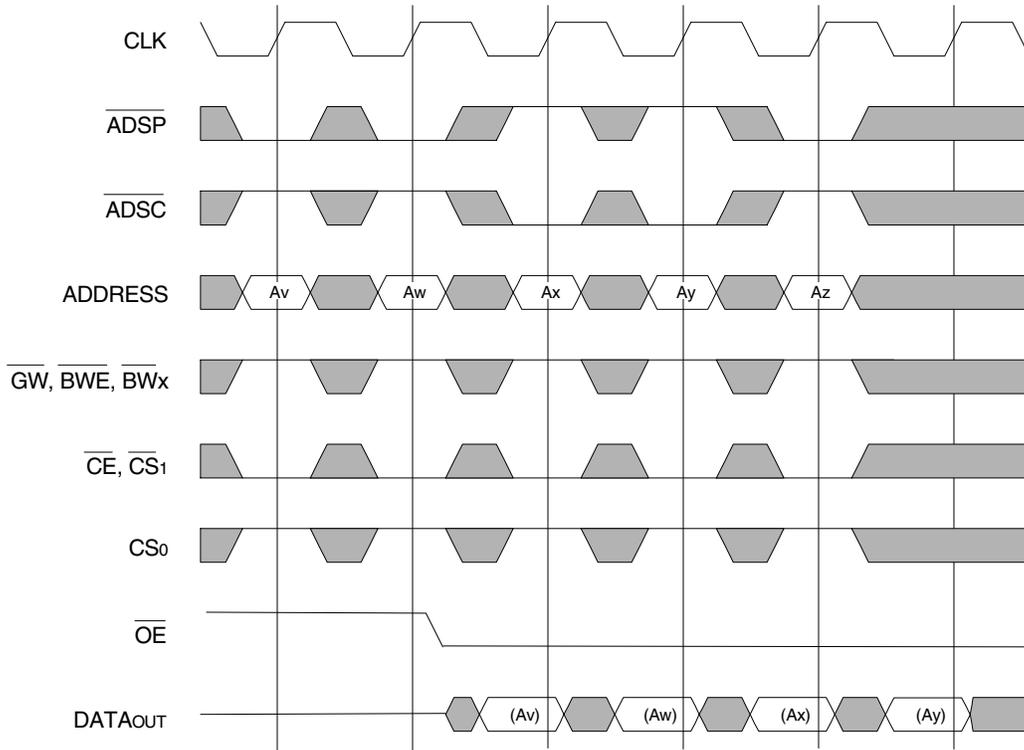 CLK
ADSP
ADSC
ADDRESS Av Aw Ax Ay Az
GW, BWE, BWx
CE, CS1
CS0
OE
DATAOUT (Av) (Aw) (Ax) (Ay)